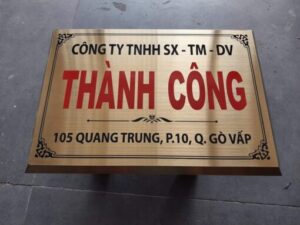 CÔNG TY TNHH SX - TM - DV
THÀNH CÔNG
105 QUANG TRUNG, P.10, Q. GÒ VẤP